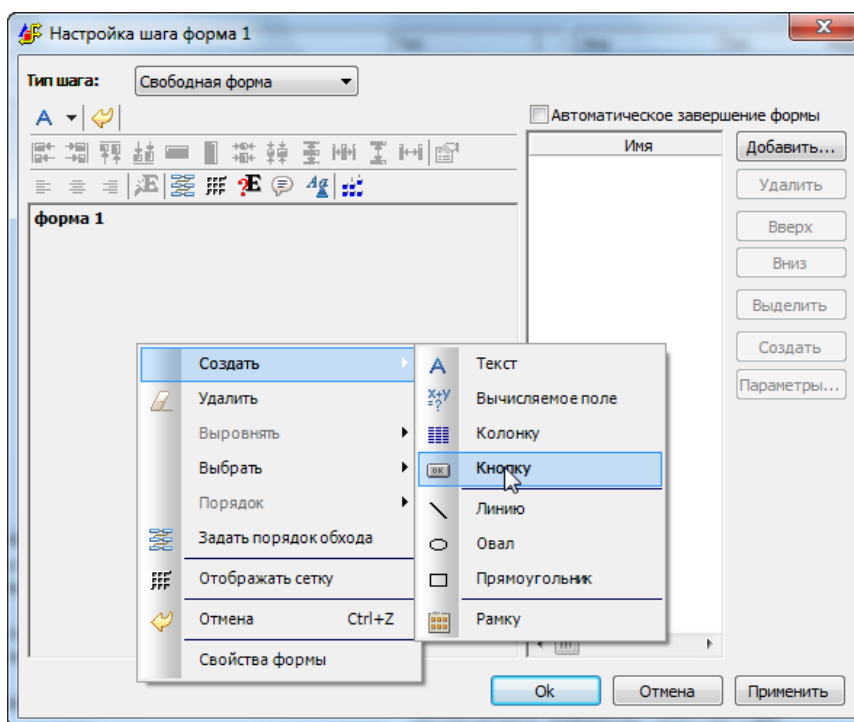 Настройка шага форма 1
Тип шага: Свободная форма
Автоматическое завершение формы
Имя
Добавить...
Удалить
Вверх
Вниз
Выделить
Создать
Параметры...
форма 1
Создать
Удалить
Выровнять
Выбрать
Порядок
Задать порядок обхода
Отображать сетку
Отмена Ctrl+Z
Свойства формы
Текст
Вычисляемое поле
Колонку
Кнопку
Линию
Овал
Прямоугольник
Рамку
Ok Отмена Применить